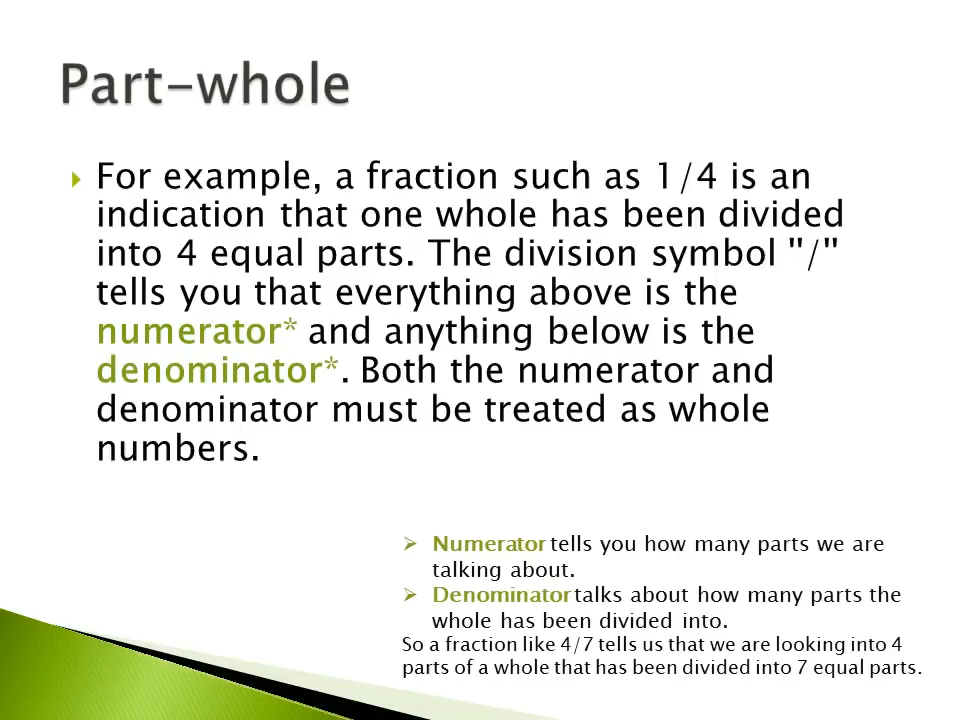 Part-whole
For example, a fraction such as 1/4 is an
indication that one whole has been divided
into 4 equal parts. The division symbol "/"
tells you that everything above is the
numerator* and anything below is the
denominator*. Both the numerator and
denominator must be treated as whole
numbers.
Numerator tells you how many parts we are
talking about.
Denominator talks about how many parts the
whole has been divided into.
So a fraction like 4/7 tells us that we are looking into 4
parts of a whole that has been divided into 7 equal parts.